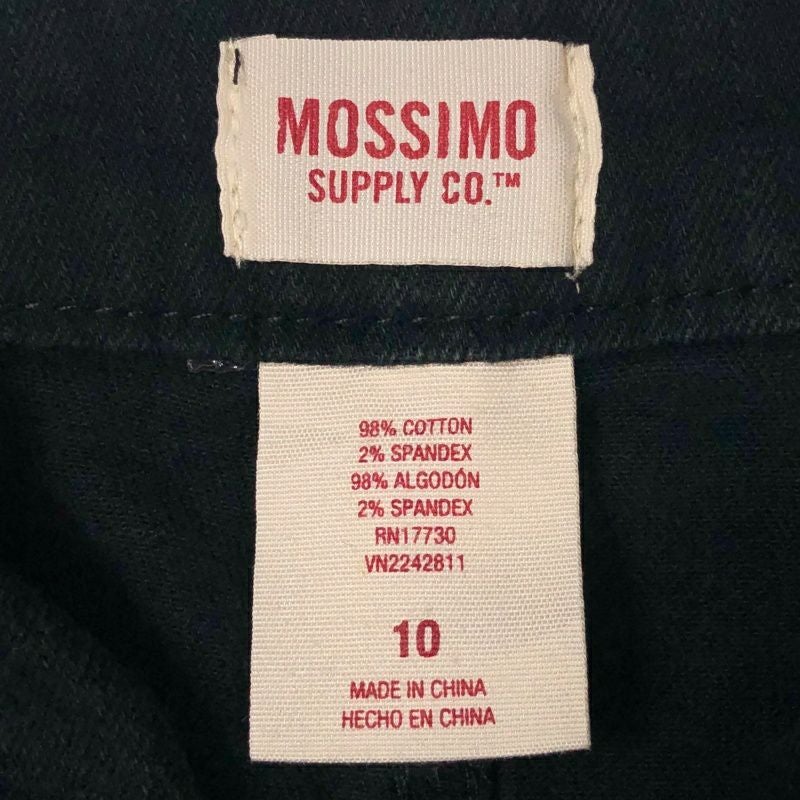 MOSSIMO
SUPPLY CO.™
98% COTTON
2% SPANDEX
98% ALGODÓN
2% SPANDEX
RN17730
VN2242811
10
MADE IN CHINA
HECHO EN CHINA